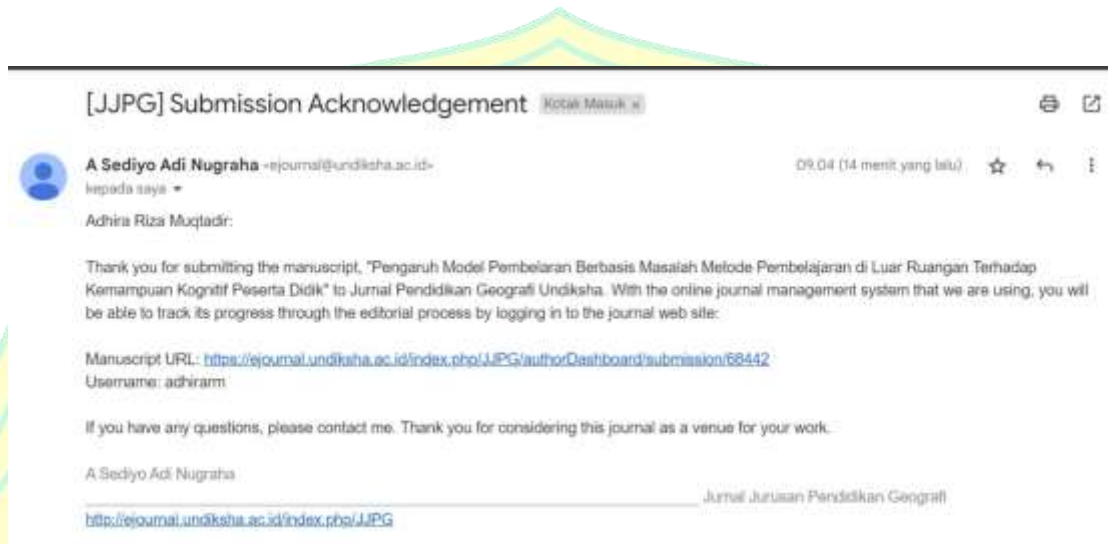 [JJPG] Submission Acknowledgement Kotak Masuk x
A Sediyo Adi Nugraha <ejournal@undiksha.ac.id>
09.04 (14 menit yang lalu)
kepada saya
Adhira Riza Muqtadir:
Thank you for submitting the manuscript, "Pengaruh Model Pembelaran Berbasis Masalah Metode Pembelajaran di Luar Ruangan Terhadap
Kemampuan Kognitif Peserta Didik" to Jurnal Pendidikan Geografi Undiksha. With the online journal management system that we are using, you will
be able to track its progress through the editorial process by logging in to the journal web site:
Manuscript URL: https://ejournal.undiksha.ac.id/index.php/JJPG/authorDashboard/submission/68442
Username: adhirarm
If you have any questions, please contact me. Thank you for considering this journal as a venue for your work.
A Sediyo Adi Nugraha
Jurnal Jurusan Pendidikan Geografi
http://ejournal.undiksha.ac.id/index.php/JJPG